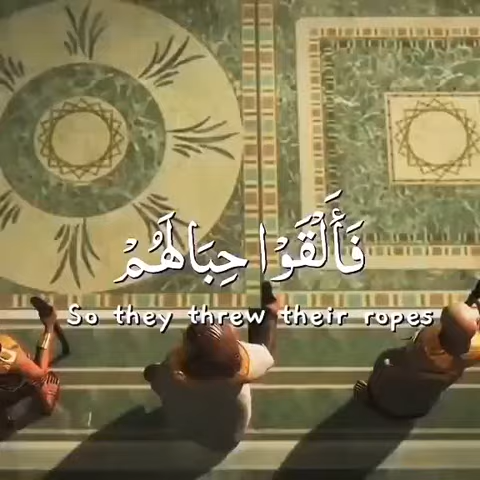 فَأَلْقَوْا حِبَالَهُمْ
So they threw their ropes